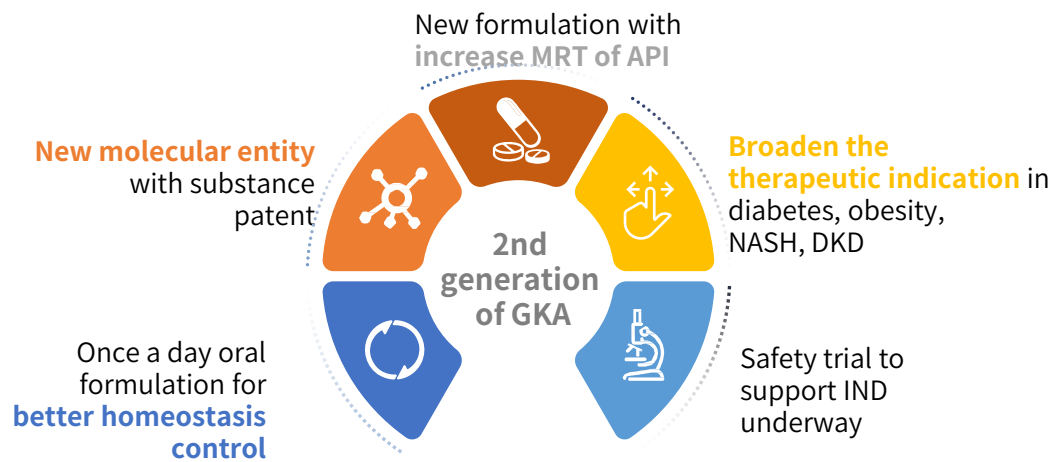 New formulation with
increase MRT of API
New molecular entity
with substance
patent
Broaden the
therapeutic indication in
diabetes, obesity,
NASH, DKD
2nd
generation
of GKA
Once a day oral
formulation for
better homeostasis
control
Safety trial to
support IND
underway